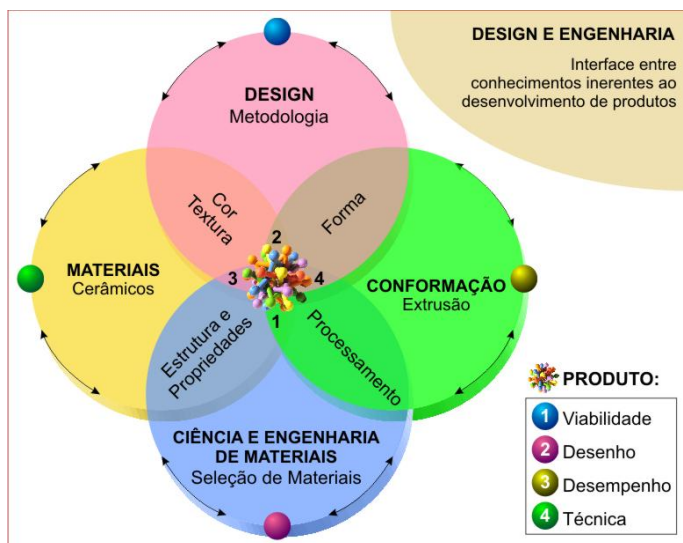 DESIGN E ENGENHARIA
Interface entre
conhecimentos inerentes ao
desenvolvimento de produtos
DESIGN
Metodologia
Cor
Textura
Forma
MATERIAIS
Cerâmicos
2
3
4
1
CONFORMAÇÃO
Extrusão
Estrutura e
Propriedades
Processamento
CIÊNCIA E ENGENHARIA
DE MATERIAIS
Seleção de Materiais
PRODUTO:
1 Viabilidade
2 Desenho
3 Desempenho
4 Técnica